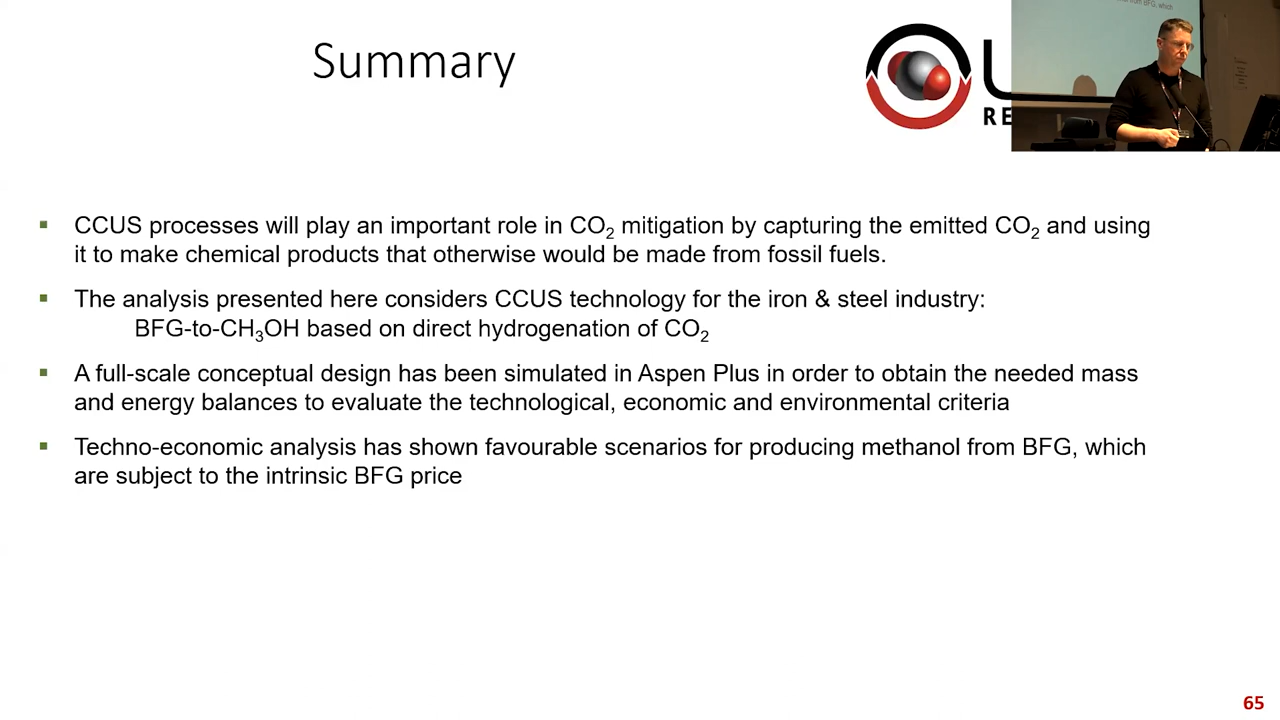 Summary
U
RE
from BFG, which
CCUS processes will play an important role in CO₂ mitigation by capturing the emitted CO₂ and using
it to make chemical products that otherwise would be made from fossil fuels.
The analysis presented here considers CCUS technology for the iron & steel industry:
BFG-to-CH₃OH based on direct hydrogenation of CO₂
A full-scale conceptual design has been simulated in Aspen Plus in order to obtain the needed mass
and energy balances to evaluate the technological, economic and environmental criteria
Techno-economic analysis has shown favourable scenarios for producing methanol from BFG, which
are subject to the intrinsic BFG price
65